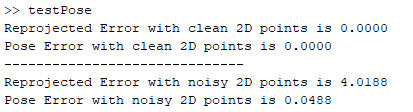 >> testPose
Reprojected Error with clean 2D points is 0.0000
Pose Error with clean 2D points is 0.0000
------------------------------
Reprojected Error with noisy 2D points is 4.0188
Pose Error with noisy 2D points is 0.0488